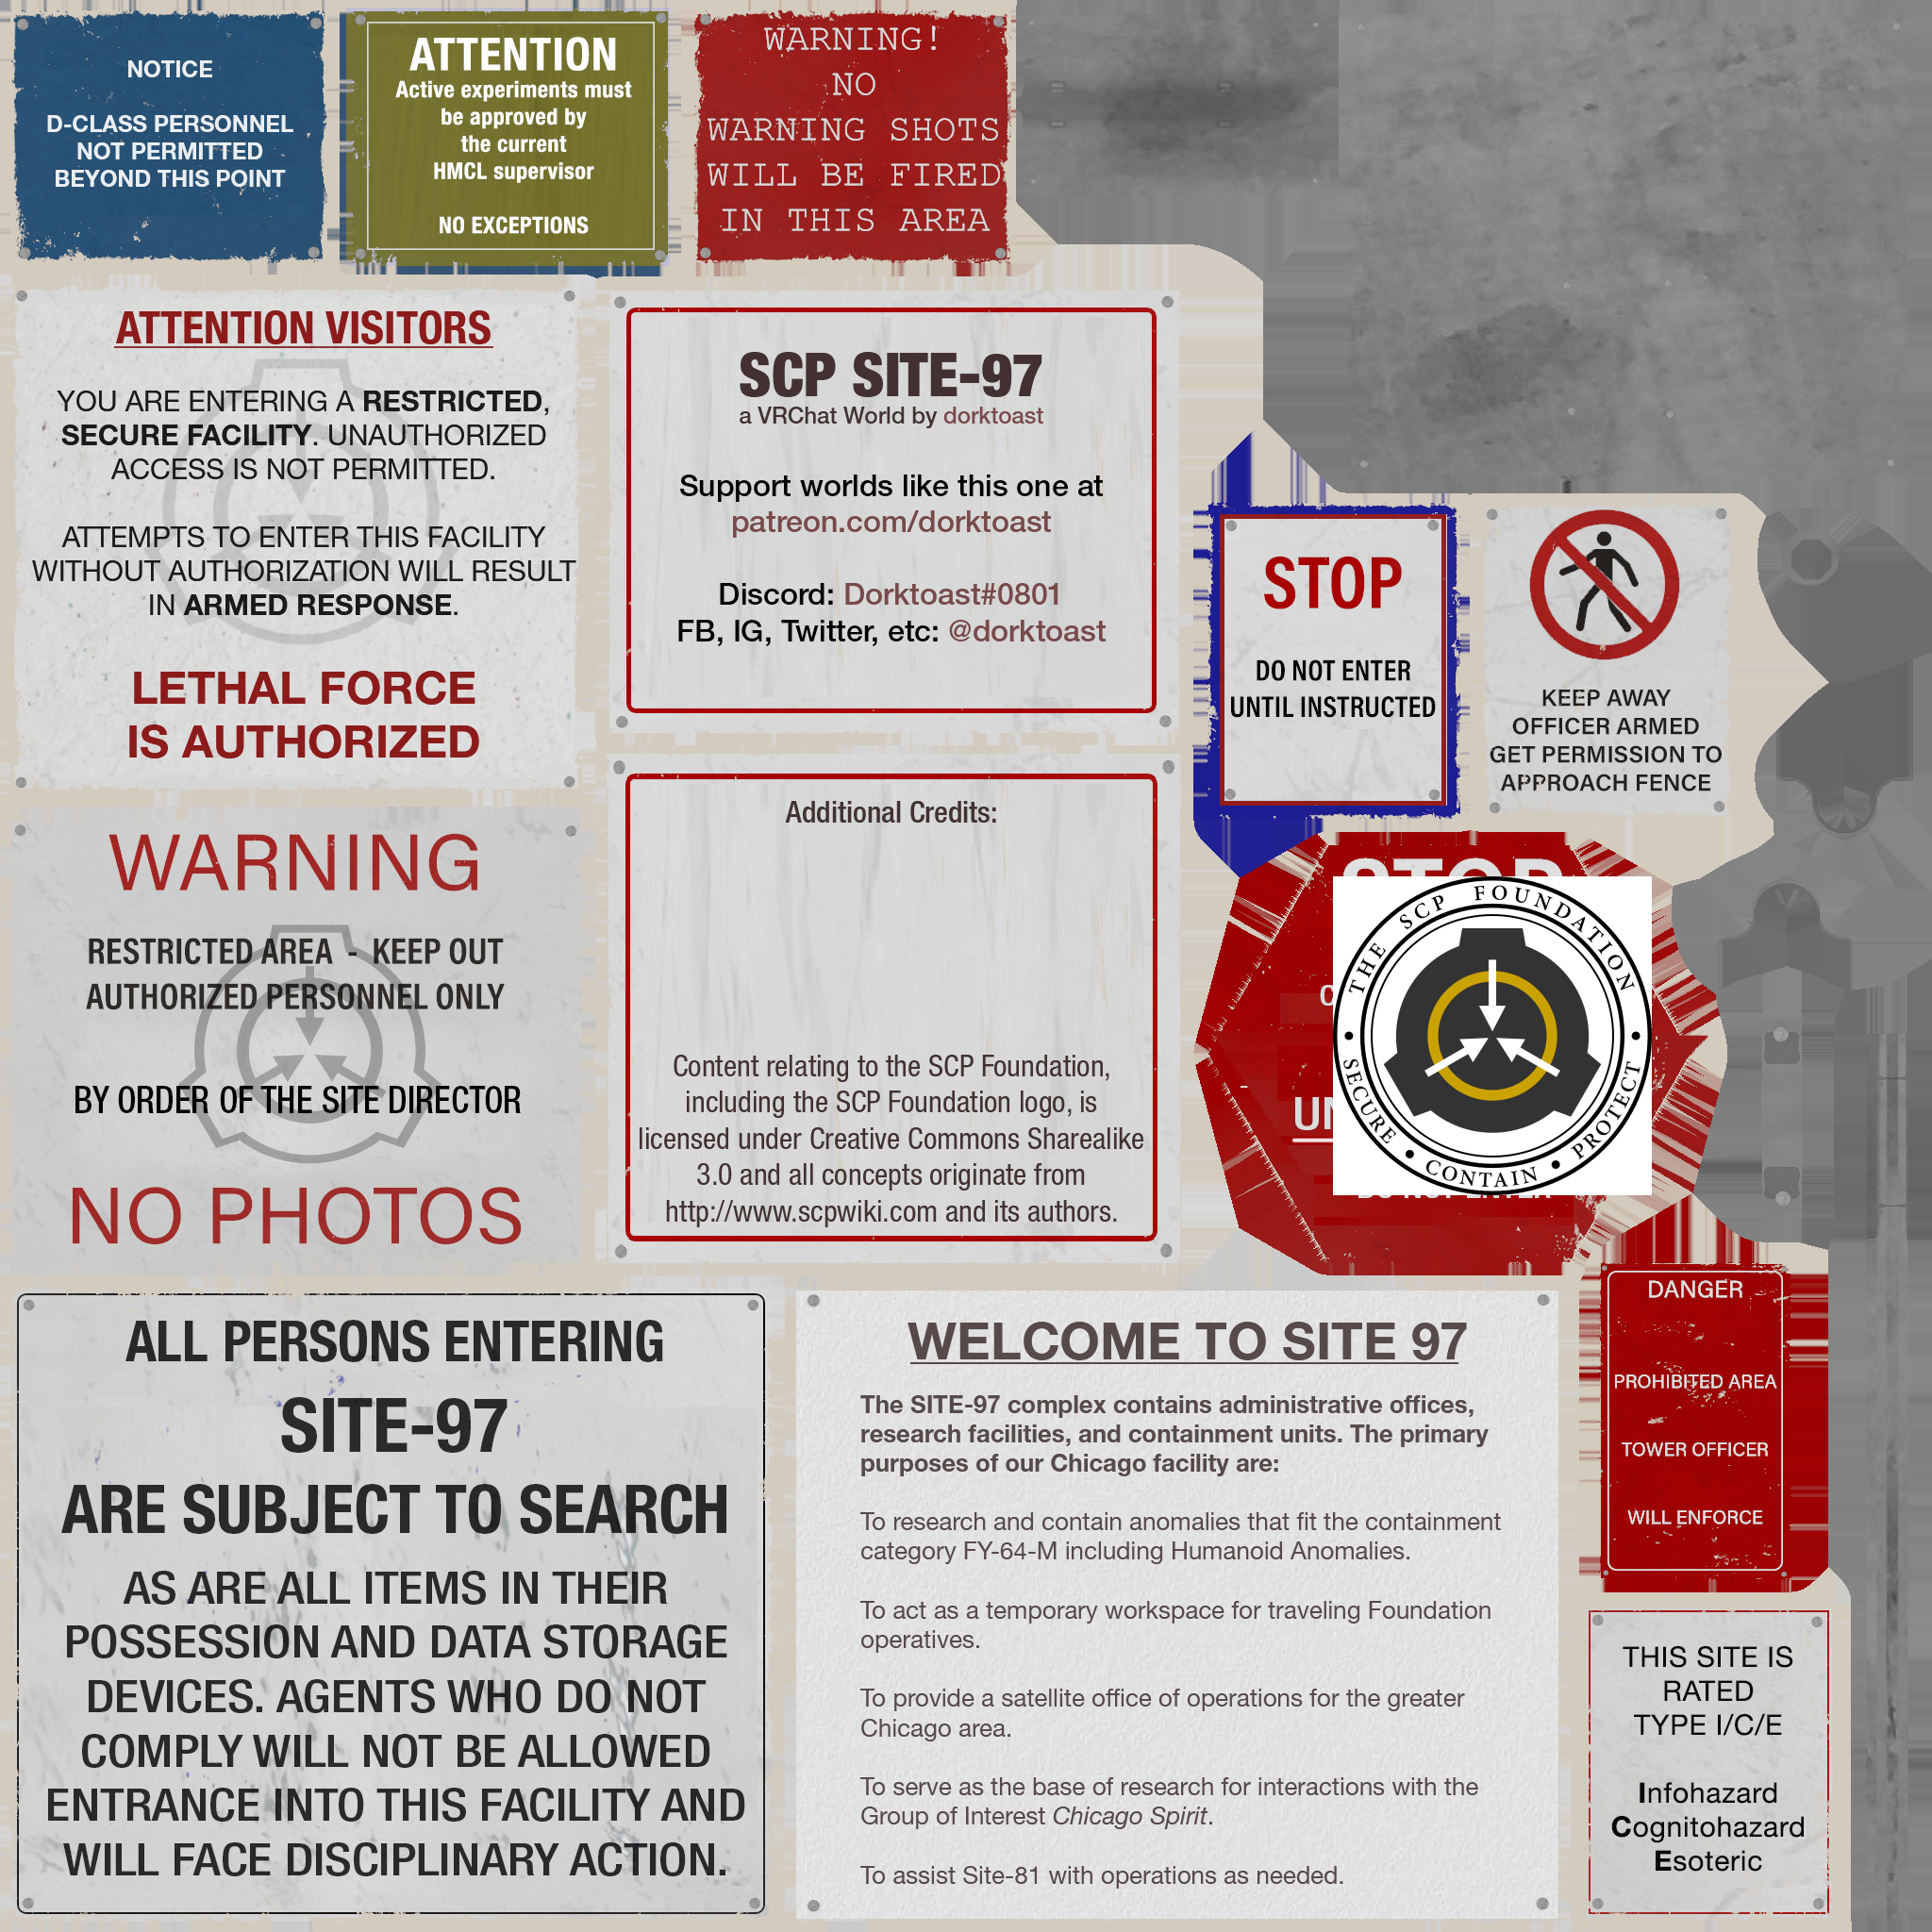 NOTICE
D-CLASS PERSONNEL
NOT PERMITTED
BEYOND THIS POINT
ATTENTION
Active experiments must
be approved by
the current
HMCL supervisor
NO EXCEPTIONS
WARNING!
NO
WARNING SHOTS
WILL BE FIRED
IN THIS AREA
ATTENTION VISITORS
YOU ARE ENTERING A RESTRICTED,
SECURE FACILITY. UNAUTHORIZED
ACCESS IS NOT PERMITTED.
ATTEMPTS TO ENTER THIS FACILITY
WITHOUT AUTHORIZATION WILL RESULT
IN ARMED RESPONSE.
LETHAL FORCE
IS AUTHORIZED
SCP SITE-97
a VRChat World by dorktoast
Support worlds like this one at
patreon.com/dorktoast
Discord: Dorktoast#0801
FB, IG, Twitter, etc: @dorktoast
STOP
DO NOT ENTER
UNTIL INSTRUCTED
KEEP AWAY
OFFICER ARMED
GET PERMISSION TO
APPROACH FENCE
WARNING
RESTRICTED AREA - KEEP OUT
AUTHORIZED PERSONNEL ONLY
BY ORDER OF THE SITE DIRECTOR
NO PHOTOS
Additional Credits:
Content relating to the SCP Foundation,
including the SCP Foundation logo, is
licensed under Creative Commons Sharealike
3.0 and all concepts originate from
http://www.scpwiki.com and its authors.
THE SCP FOUNDATION
SECURE • CONTAIN • PROTECT
ALL PERSONS ENTERING
SITE-97
ARE SUBJECT TO SEARCH
AS ARE ALL ITEMS IN THEIR
POSSESSION AND DATA STORAGE
DEVICES. AGENTS WHO DO NOT
COMPLY WILL NOT BE ALLOWED
ENTRANCE INTO THIS FACILITY AND
WILL FACE DISCIPLINARY ACTION.
WELCOME TO SITE 97
The SITE-97 complex contains administrative offices,
research facilities, and containment units. The primary
purposes of our Chicago facility are:
To research and contain anomalies that fit the containment
category FY-64-M including Humanoid Anomalies.
To act as a temporary workspace for traveling Foundation
operatives.
To provide a satellite office of operations for the greater
Chicago area.
To serve as the base of research for interactions with the
Group of Interest Chicago Spirit.
To assist Site-81 with operations as needed.
DANGER
PROHIBITED AREA
TOWER OFFICER
WILL ENFORCE
THIS SITE IS
RATED
TYPE I/C/E
Infohazard
Cognitohazard
Esoteric